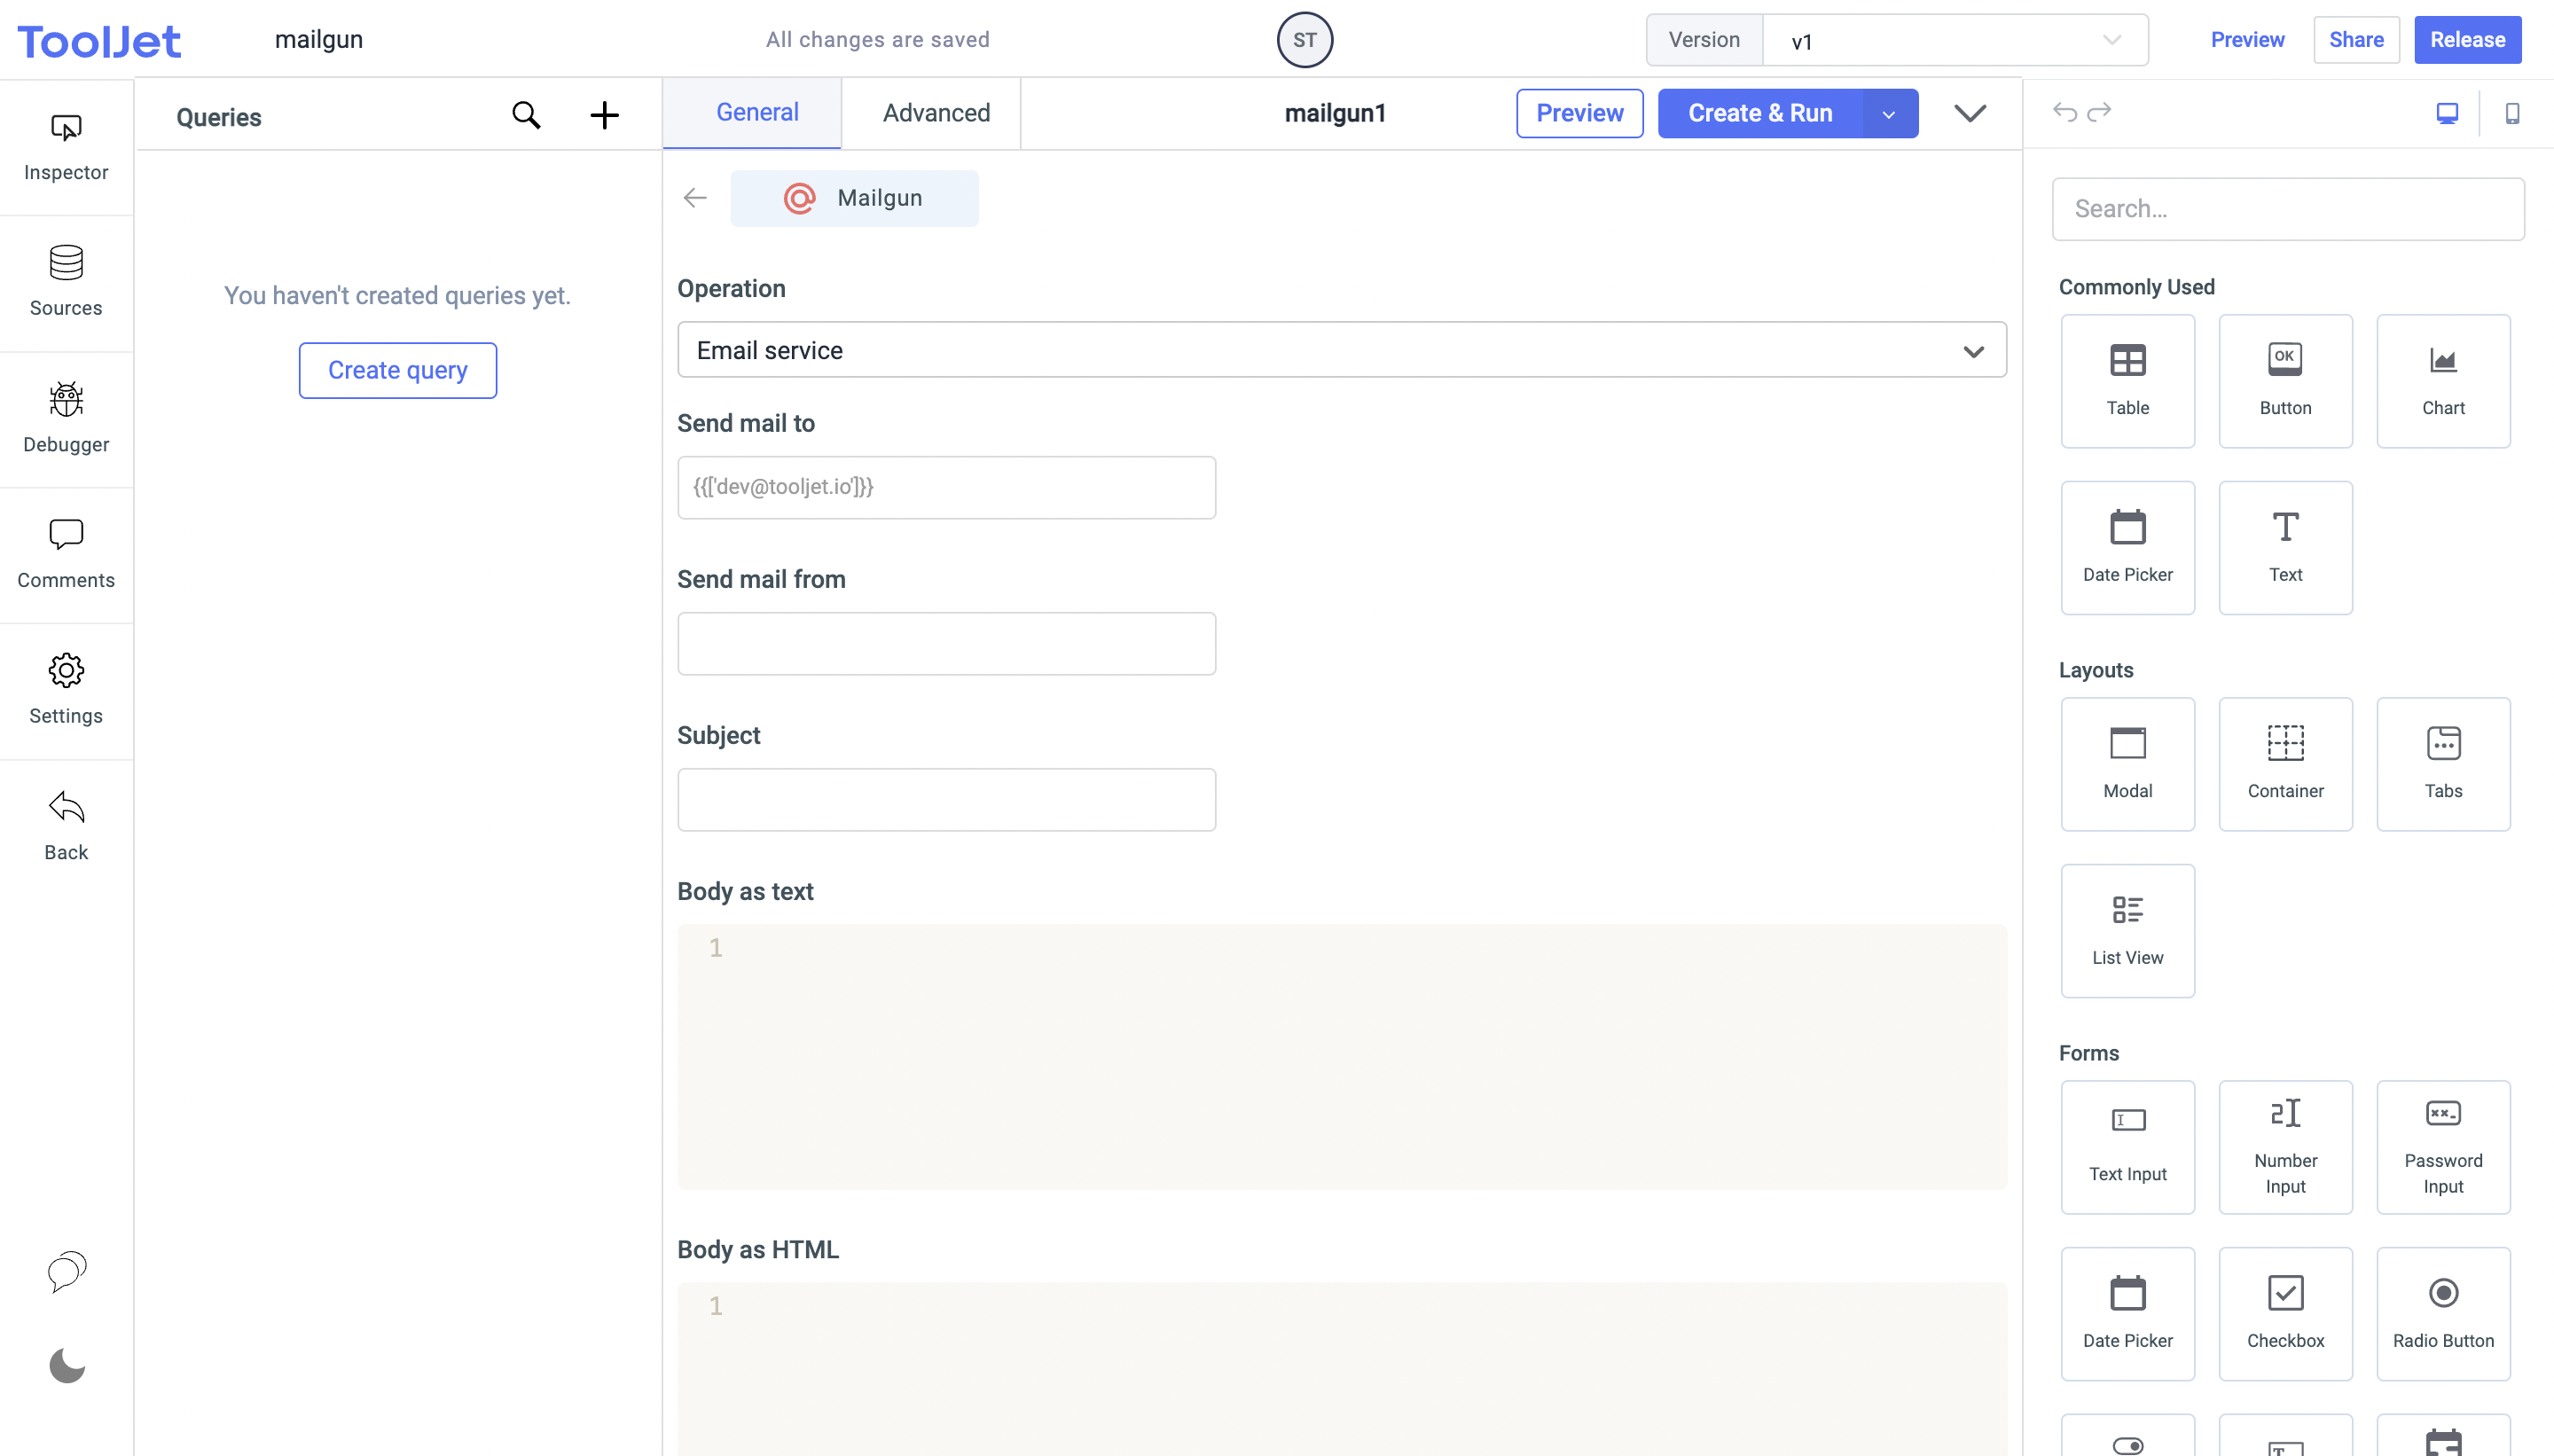 ToolJet
mailgun
All changes are saved
ST
Version
v1
Preview
Share
Release
Inspector
Sources
Debugger
Comments
Settings
Back
Queries
You haven't created queries yet.
Create query
General
Advanced
mailgun1
Preview
Create & Run
Mailgun
Operation
Email service
Send mail to
{{['dev@tooljet.io']}}
Send mail from
Subject
Body as text
1
Body as HTML
1
Search...
Commonly Used
Table
OK
Button
Chart
Date Picker
Text
Layouts
Modal
Container
Tabs
List View
Forms
Text Input
Number
Input
Password
Input
Date Picker
Checkbox
Radio Button